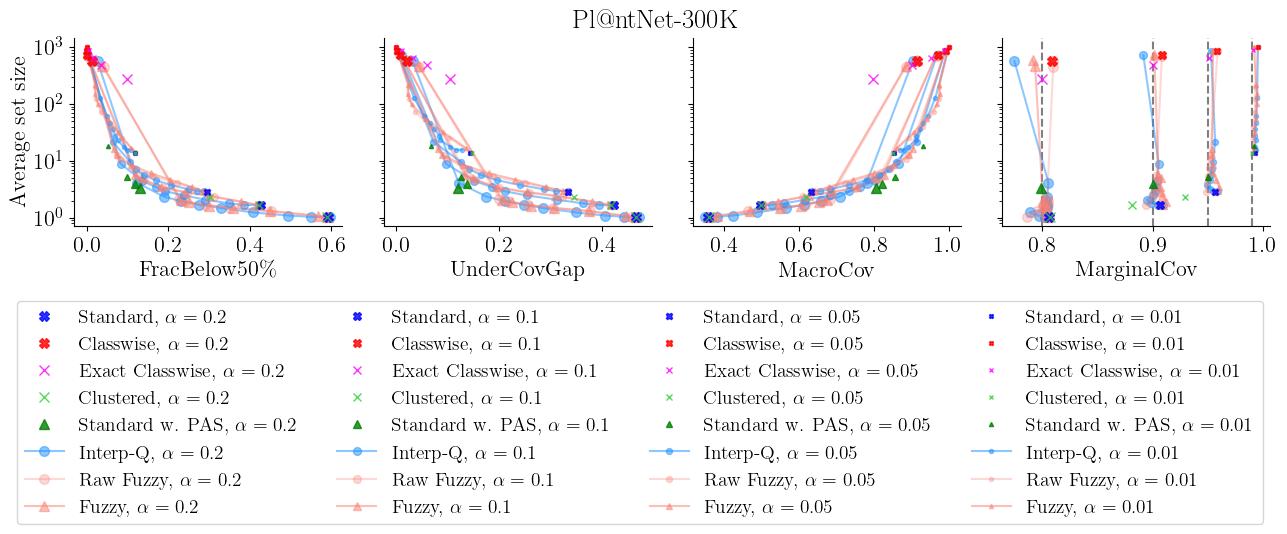 Pl@ntNet-300K
Average set size
10³
10²
10¹
10⁰
0.0 0.2 0.4 0.6
FracBelow50%
0.0 0.2 0.4
UnderCovGap
0.4 0.6 0.8 1.0
MacroCov
0.8 0.9 1.0
MarginalCov
Standard, α = 0.2
Classwise, α = 0.2
Exact Classwise, α = 0.2
Clustered, α = 0.2
Standard w. PAS, α = 0.2
Interp-Q, α = 0.2
Raw Fuzzy, α = 0.2
Fuzzy, α = 0.2
Standard, α = 0.1
Classwise, α = 0.1
Exact Classwise, α = 0.1
Clustered, α = 0.1
Standard w. PAS, α = 0.1
Interp-Q, α = 0.1
Raw Fuzzy, α = 0.1
Fuzzy, α = 0.1
Standard, α = 0.05
Classwise, α = 0.05
Exact Classwise, α = 0.05
Clustered, α = 0.05
Standard w. PAS, α = 0.05
Interp-Q, α = 0.05
Raw Fuzzy, α = 0.05
Fuzzy, α = 0.05
Standard, α = 0.01
Classwise, α = 0.01
Exact Classwise, α = 0.01
Clustered, α = 0.01
Standard w. PAS, α = 0.01
Interp-Q, α = 0.01
Raw Fuzzy, α = 0.01
Fuzzy, α = 0.01